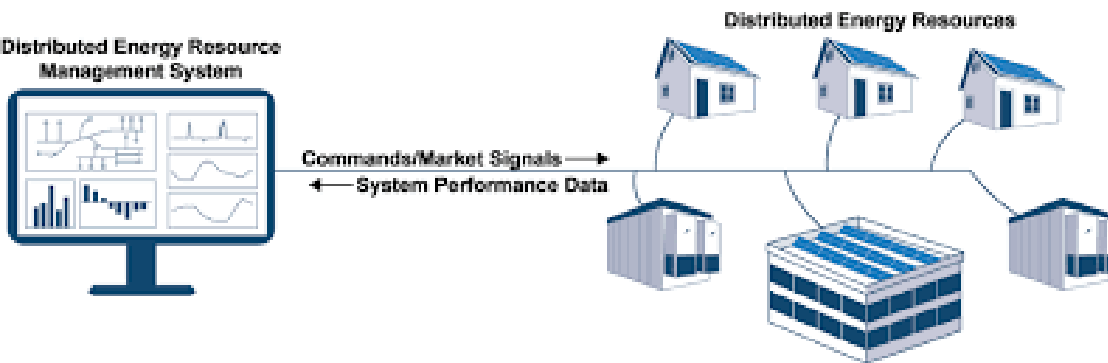 Distributed Energy Resource
Management System
Distributed Energy Resources
Commands/Market Signals
System Performance Data